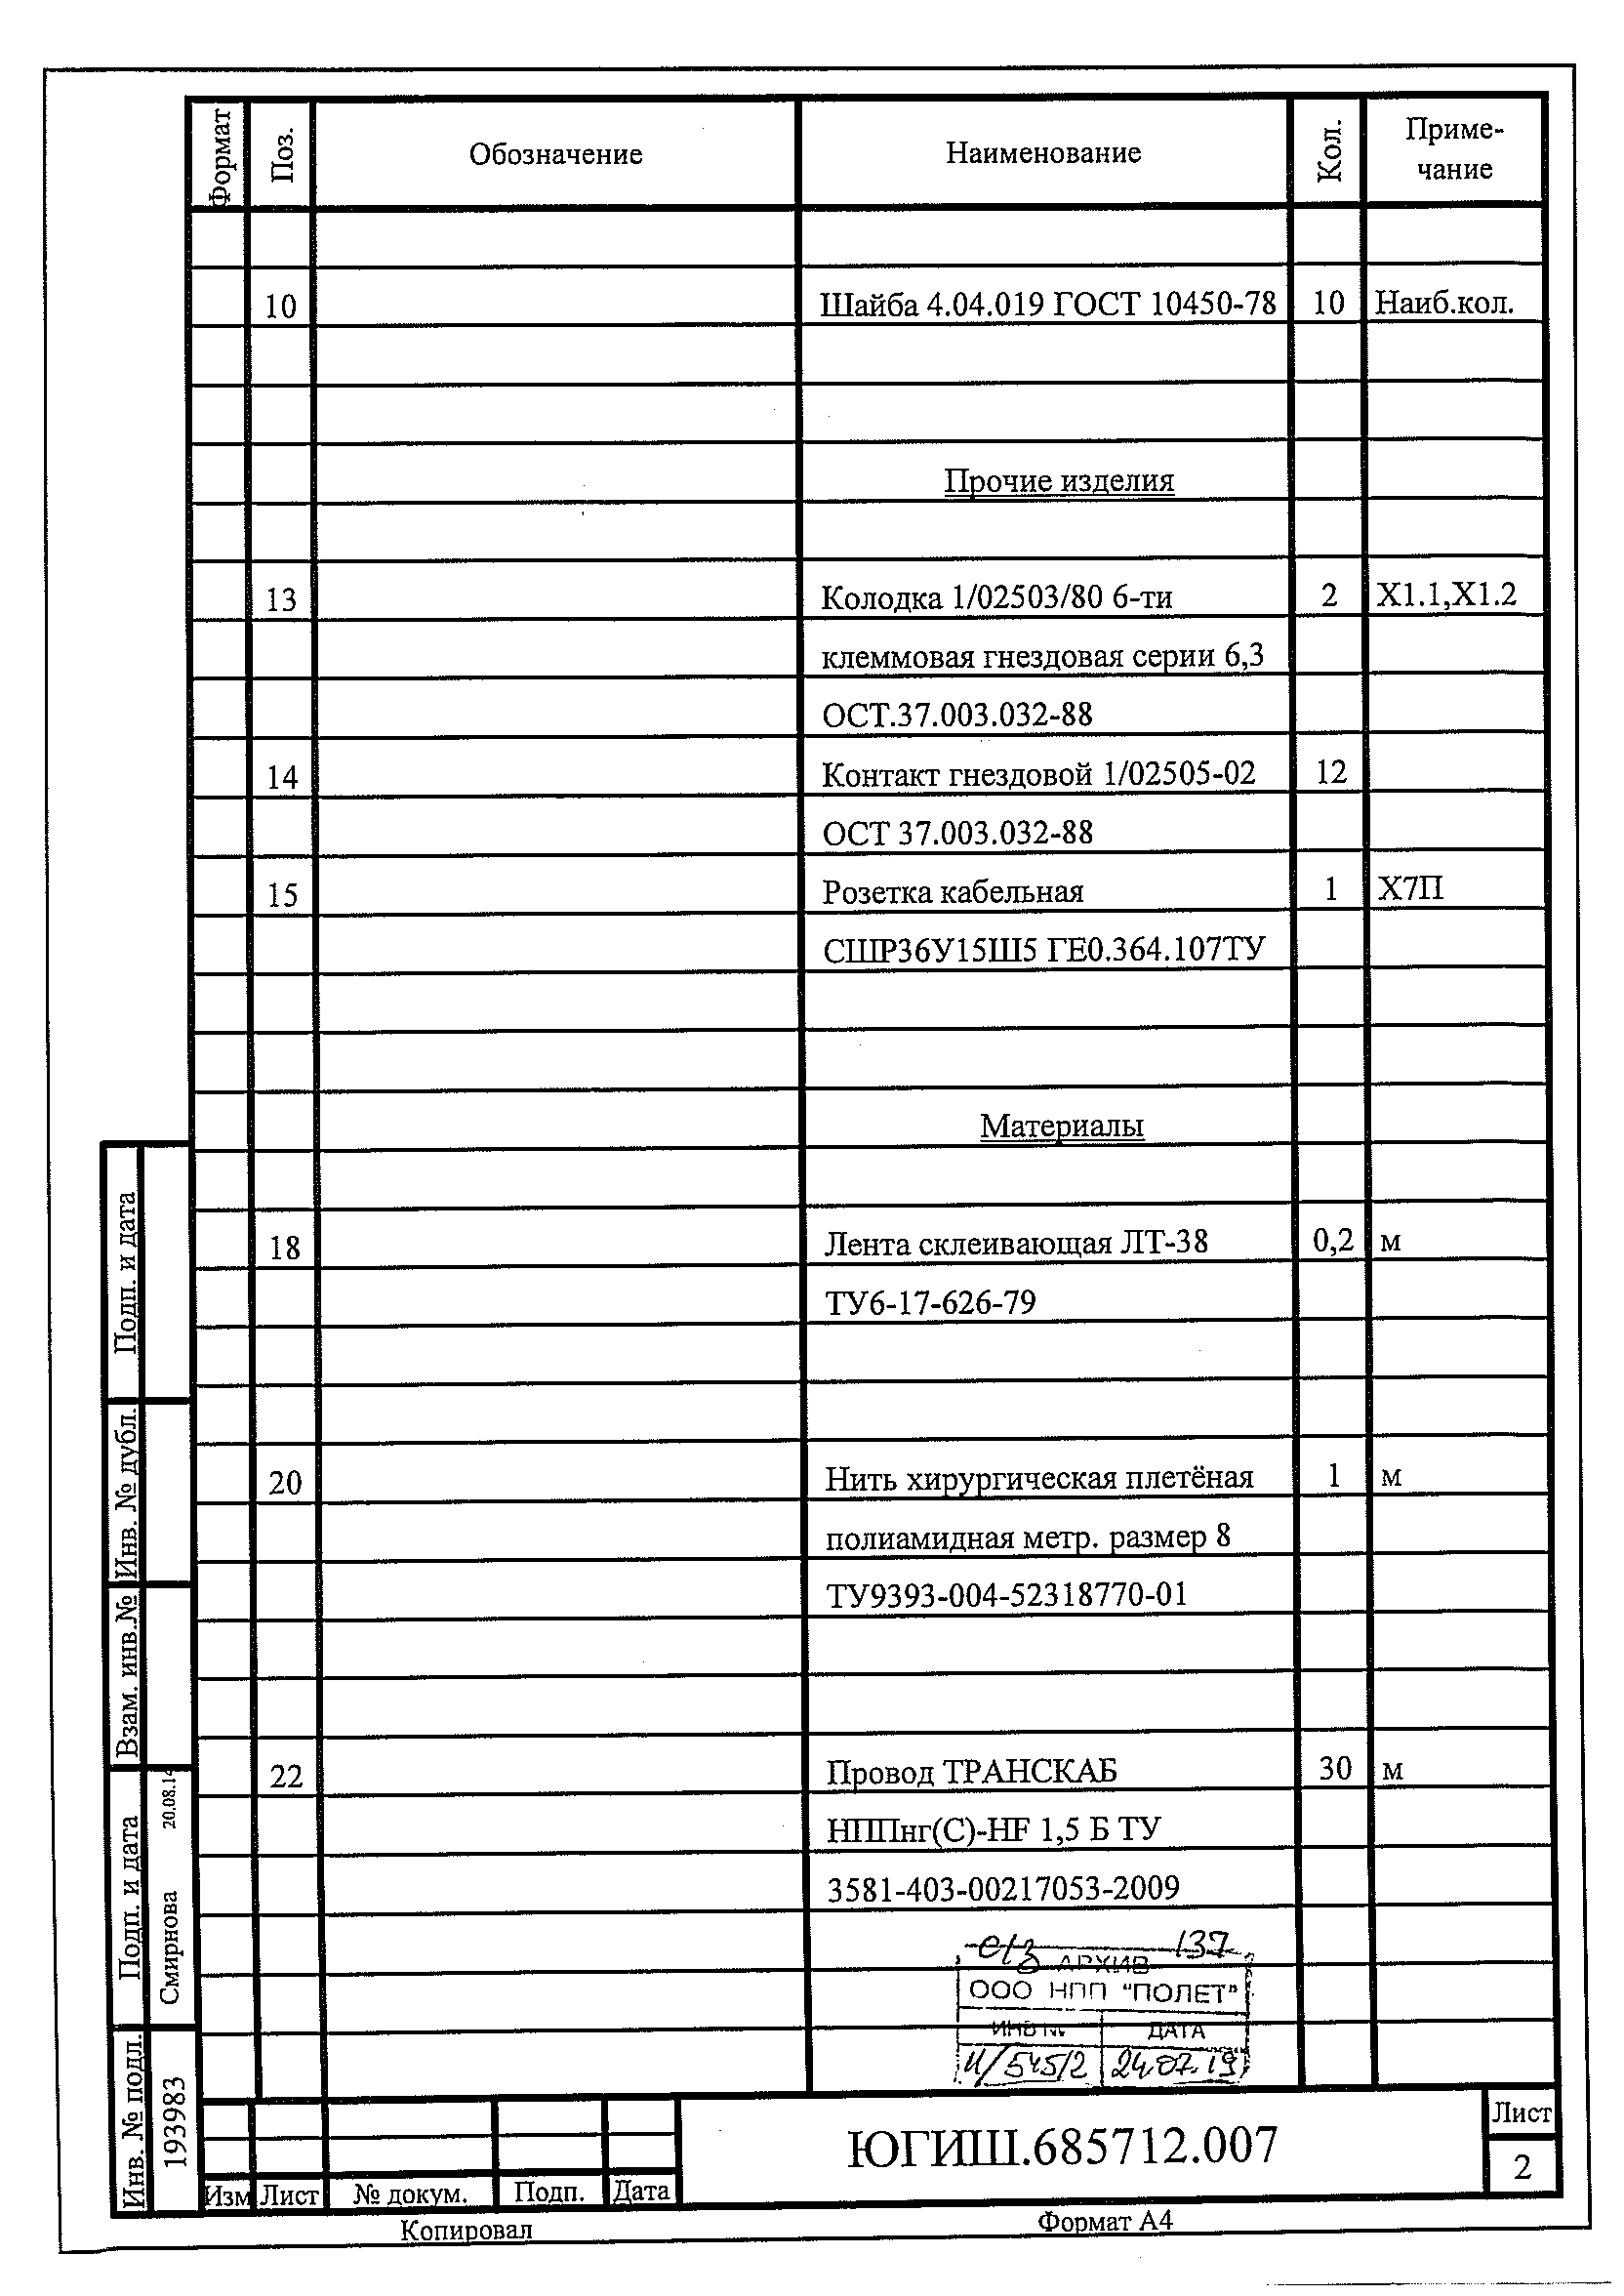 Формат Поз. Обозначение Наименование Кол. Приме-
чание
10 Шайба 4.04.019 ГОСТ 10450-78 10 Наиб.кол.
Прочие изделия
13 Колодка 1/02503/80 6-ти 2 Х1.1,Х1.2
клеммовая гнездовая серии 6,3
ОСТ.37.003.032-88
14 Контакт гнездовой 1/02505-02 12
ОСТ 37.003.032-88
15 Розетка кабельная 1 Х7П
СШР36У15Ш5 ГЕ0.364.107ТУ
Материалы
18 Лента склеивающая ЛТ-38 0,2 м
ТУ6-17-626-79
20 Нить хирургическая плетёная 1 м
полиамидная метр. размер 8
ТУ9393-004-52318770-01
22 Провод ТРАНСКАБ 30 м
НППнг(С)-HF 1,5 Б ТУ
3581-403-00217053-2009
137
АРХИВ
ООО НПП "ПОЛЕТ"
ИНВ № ДАТА
И/545/2 24.07.19
Подп. и дата
Инв. № дубл.
Взам. инв.№
Подп. и дата
Смирнова 20.08.14
Инв. № подл.
193983
ЮГИШ.685712.007
Лист
2
Изм Лист № докум. Подп. Дата
Копировал Формат А4